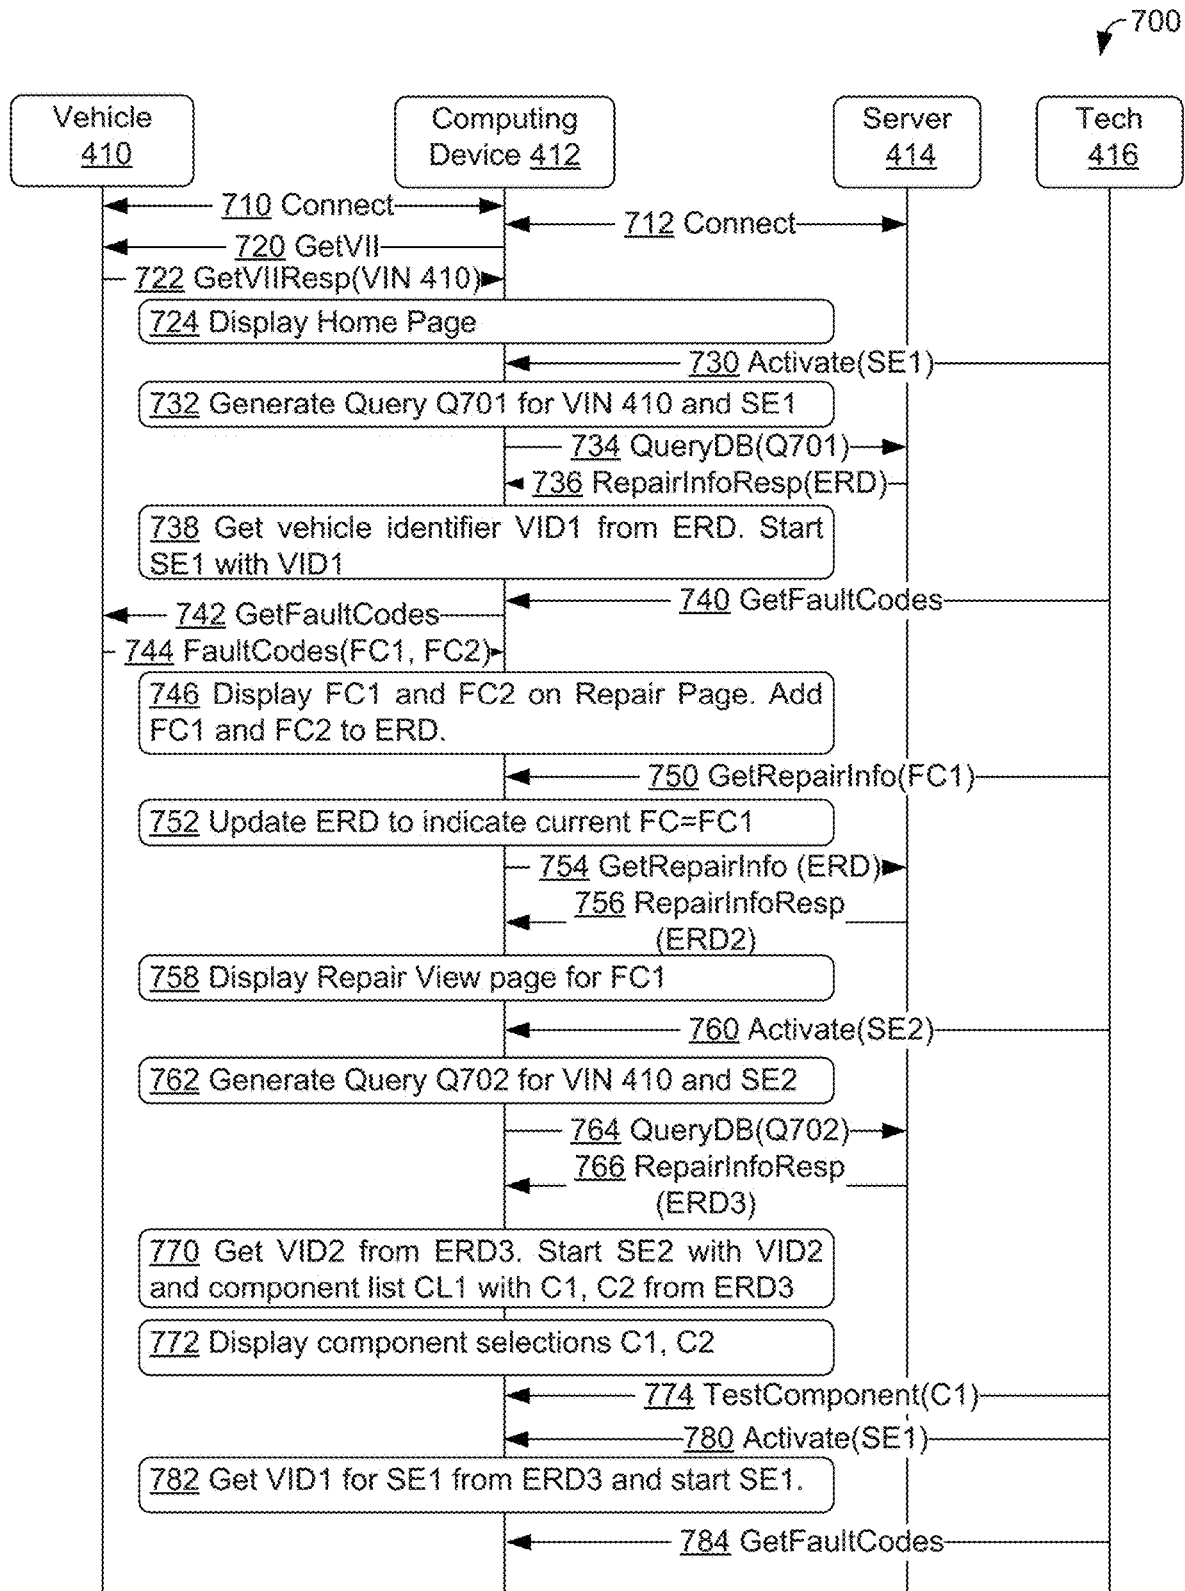 700
Vehicle
410
Computing
Device 412
Server
414
Tech
416
710 Connect
712 Connect
720 GetVII
722 GetVIIResp(VIN 410)
724 Display Home Page
730 Activate(SE1)
732 Generate Query Q701 for VIN 410 and SE1
734 QueryDB(Q701)
736 RepairInfoResp(ERD)
738 Get vehicle identifier VID1 from ERD. Start
SE1 with VID1
740 GetFaultCodes
742 GetFaultCodes
744 FaultCodes(FC1, FC2)
746 Display FC1 and FC2 on Repair Page. Add
FC1 and FC2 to ERD.
750 GetRepairInfo(FC1)
752 Update ERD to indicate current FC=FC1
754 GetRepairInfo (ERD)
756 RepairInfoResp
(ERD2)
758 Display Repair View page for FC1
760 Activate(SE2)
762 Generate Query Q702 for VIN 410 and SE2
764 QueryDB(Q702)
766 RepairInfoResp
(ERD3)
770 Get VID2 from ERD3. Start SE2 with VID2
and component list CL1 with C1, C2 from ERD3
772 Display component selections C1, C2
774 TestComponent(C1)
780 Activate(SE1)
782 Get VID1 for SE1 from ERD3 and start SE1.
784 GetFaultCodes